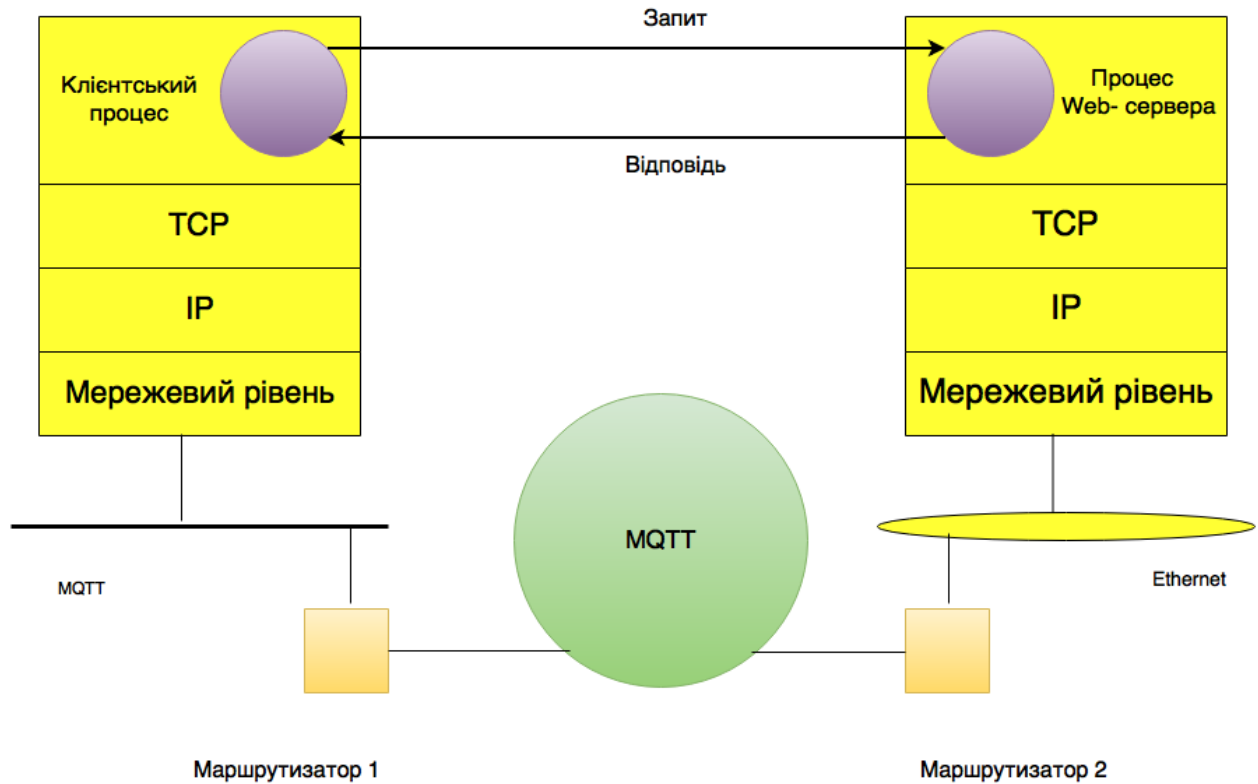 Запит
Клієнтський
процес
Процес
Web- сервера
Відповідь
TCP
TCP
IP
IP
Мережевий рівень
Мережевий рівень
MQTT
MQTT
Ethernet
Маршрутизатор 1
Маршрутизатор 2